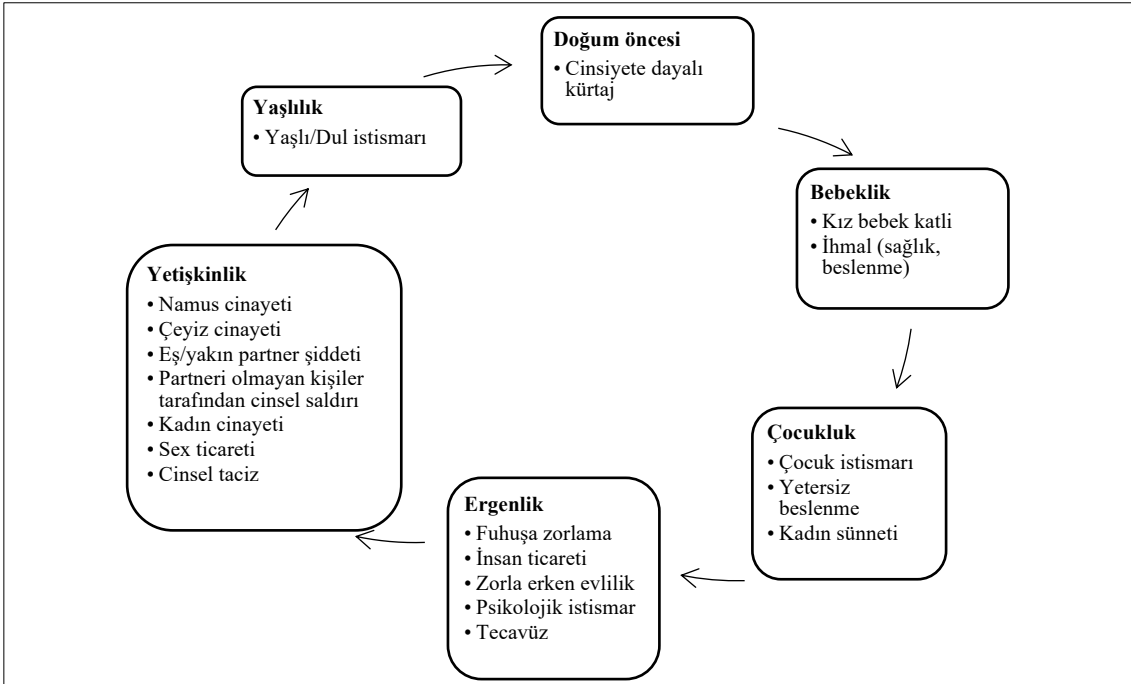 Doğum öncesi
• Cinsiyete dayalı
kürtaj
Bebeklik
• Kız bebek katli
• İhmal (sağlık,
beslenme)
Çocukluk
• Çocuk istismarı
• Yetersiz
beslenme
• Kadın sünneti
Ergenlik
• Fuhuşa zorlama
• İnsan ticareti
• Zorla erken evlilik
• Psikolojik istismar
• Tecavüz
Yetişkinlik
• Namus cinayeti
• Çeyiz cinayeti
• Eş/yakın partner şiddeti
• Partneri olmayan kişiler
tarafından cinsel saldırı
• Kadın cinayeti
• Sex ticareti
• Cinsel taciz
Yaşlılık
• Yaşlı/Dul istismarı